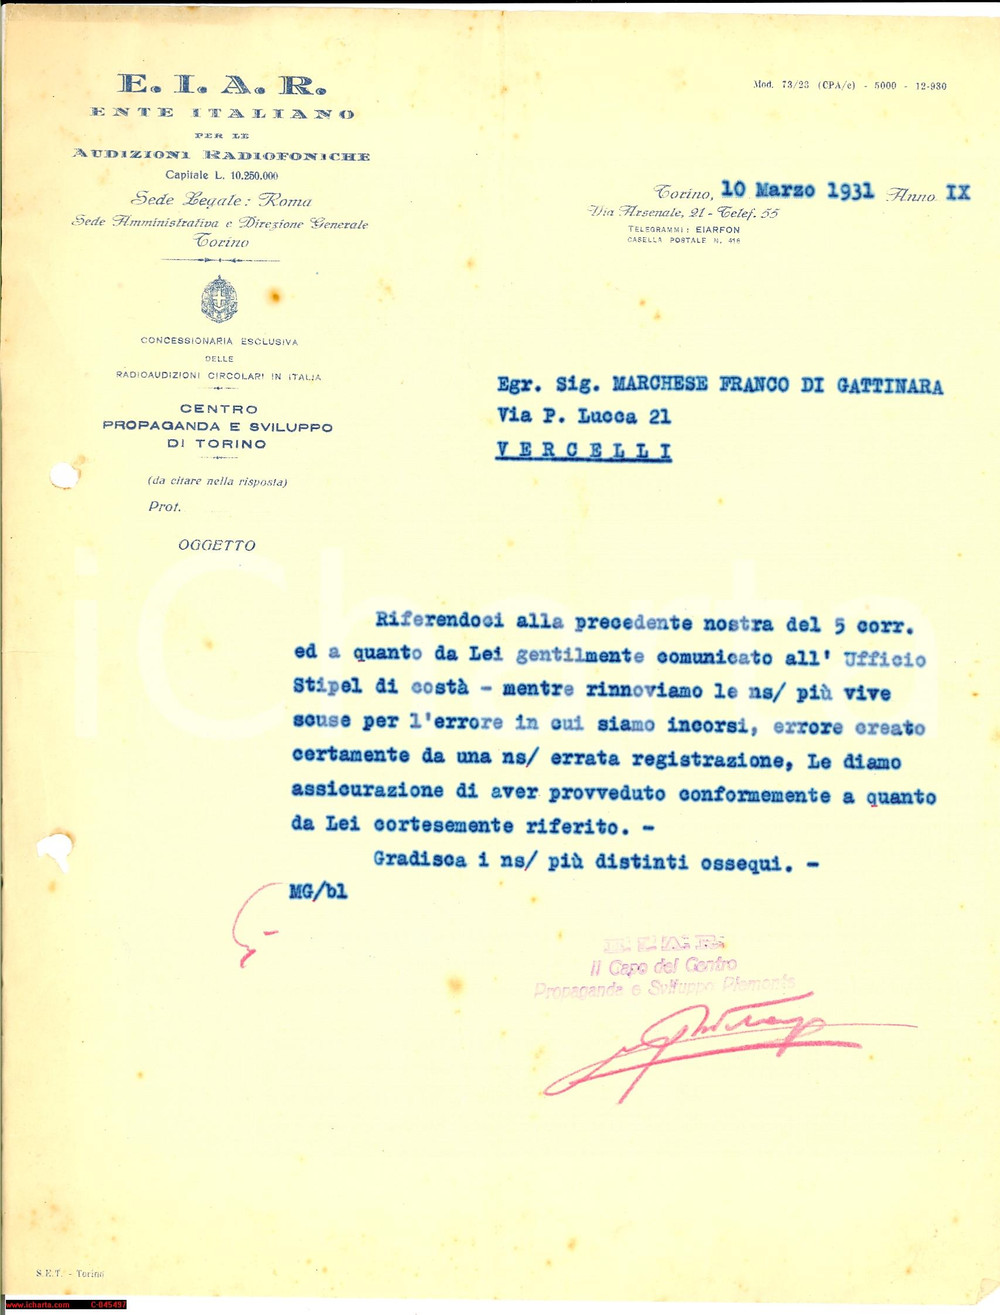 E. I. A. R.
ENTE ITALIANO
PER LE
AUDIZIONI RADIOFONICHE
Capitale L. 10.250.000
Sede Legale: Roma
Sede Amministrativa e Direzione Generale
Torino
CONCESSIONARIA ESCLUSIVA
DELLE
RADIOAUDIZIONI CIRCOLARI IN ITALIA
CENTRO
PROPAGANDA E SVILUPPO
DI TORINO
(da citare nella risposta)
Prot.
OGGETTO
Mod. 73/23 (CPA/c) - 5000 - 12-930
Torino, 10 Marzo 1931 Anno IX
Via Arsenale, 21 - Telef. 55
TELEGRAMMI: EIARFON
CASELLA POSTALE N. 416
Egr. Sig. MARCHESE FRANCO DI GATTINARA
Via P. Lucca 21
VERCELLI
Riferendoci alla precedente nostra del 5 corr.
ed a quanto da Lei gentilmente comunicato all' Ufficio
Stipel di costà - mentre rinnoviamo le ns/ più vive
scuse per l'errore in cui siamo incorsi, errore creato
certamente da una ns/ errata registrazione, Le diamo
assicurazione di aver provveduto conformemente a quanto
da Lei cortesemente riferito. -
Gradisca i ns/ più distinti ossequi. -
MG/bl
E. I. A. R.
Il Capo del Centro
Propaganda e Sviluppo Piemonte
S.E.T. - Torino
iCharta
www.icharta.com C-045497